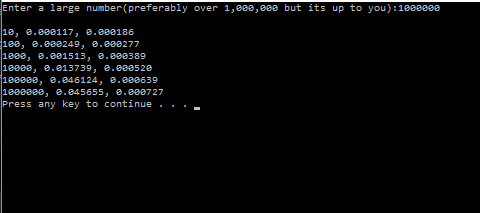 Enter a large number(preferably over 1,000,000 but its up to you):1000000
10, 0.000117, 0.000186
100, 0.000249, 0.000277
1000, 0.001513, 0.000389
10000, 0.013739, 0.000520
100000, 0.046124, 0.000639
1000000, 0.045655, 0.000727
Press any key to continue . . .